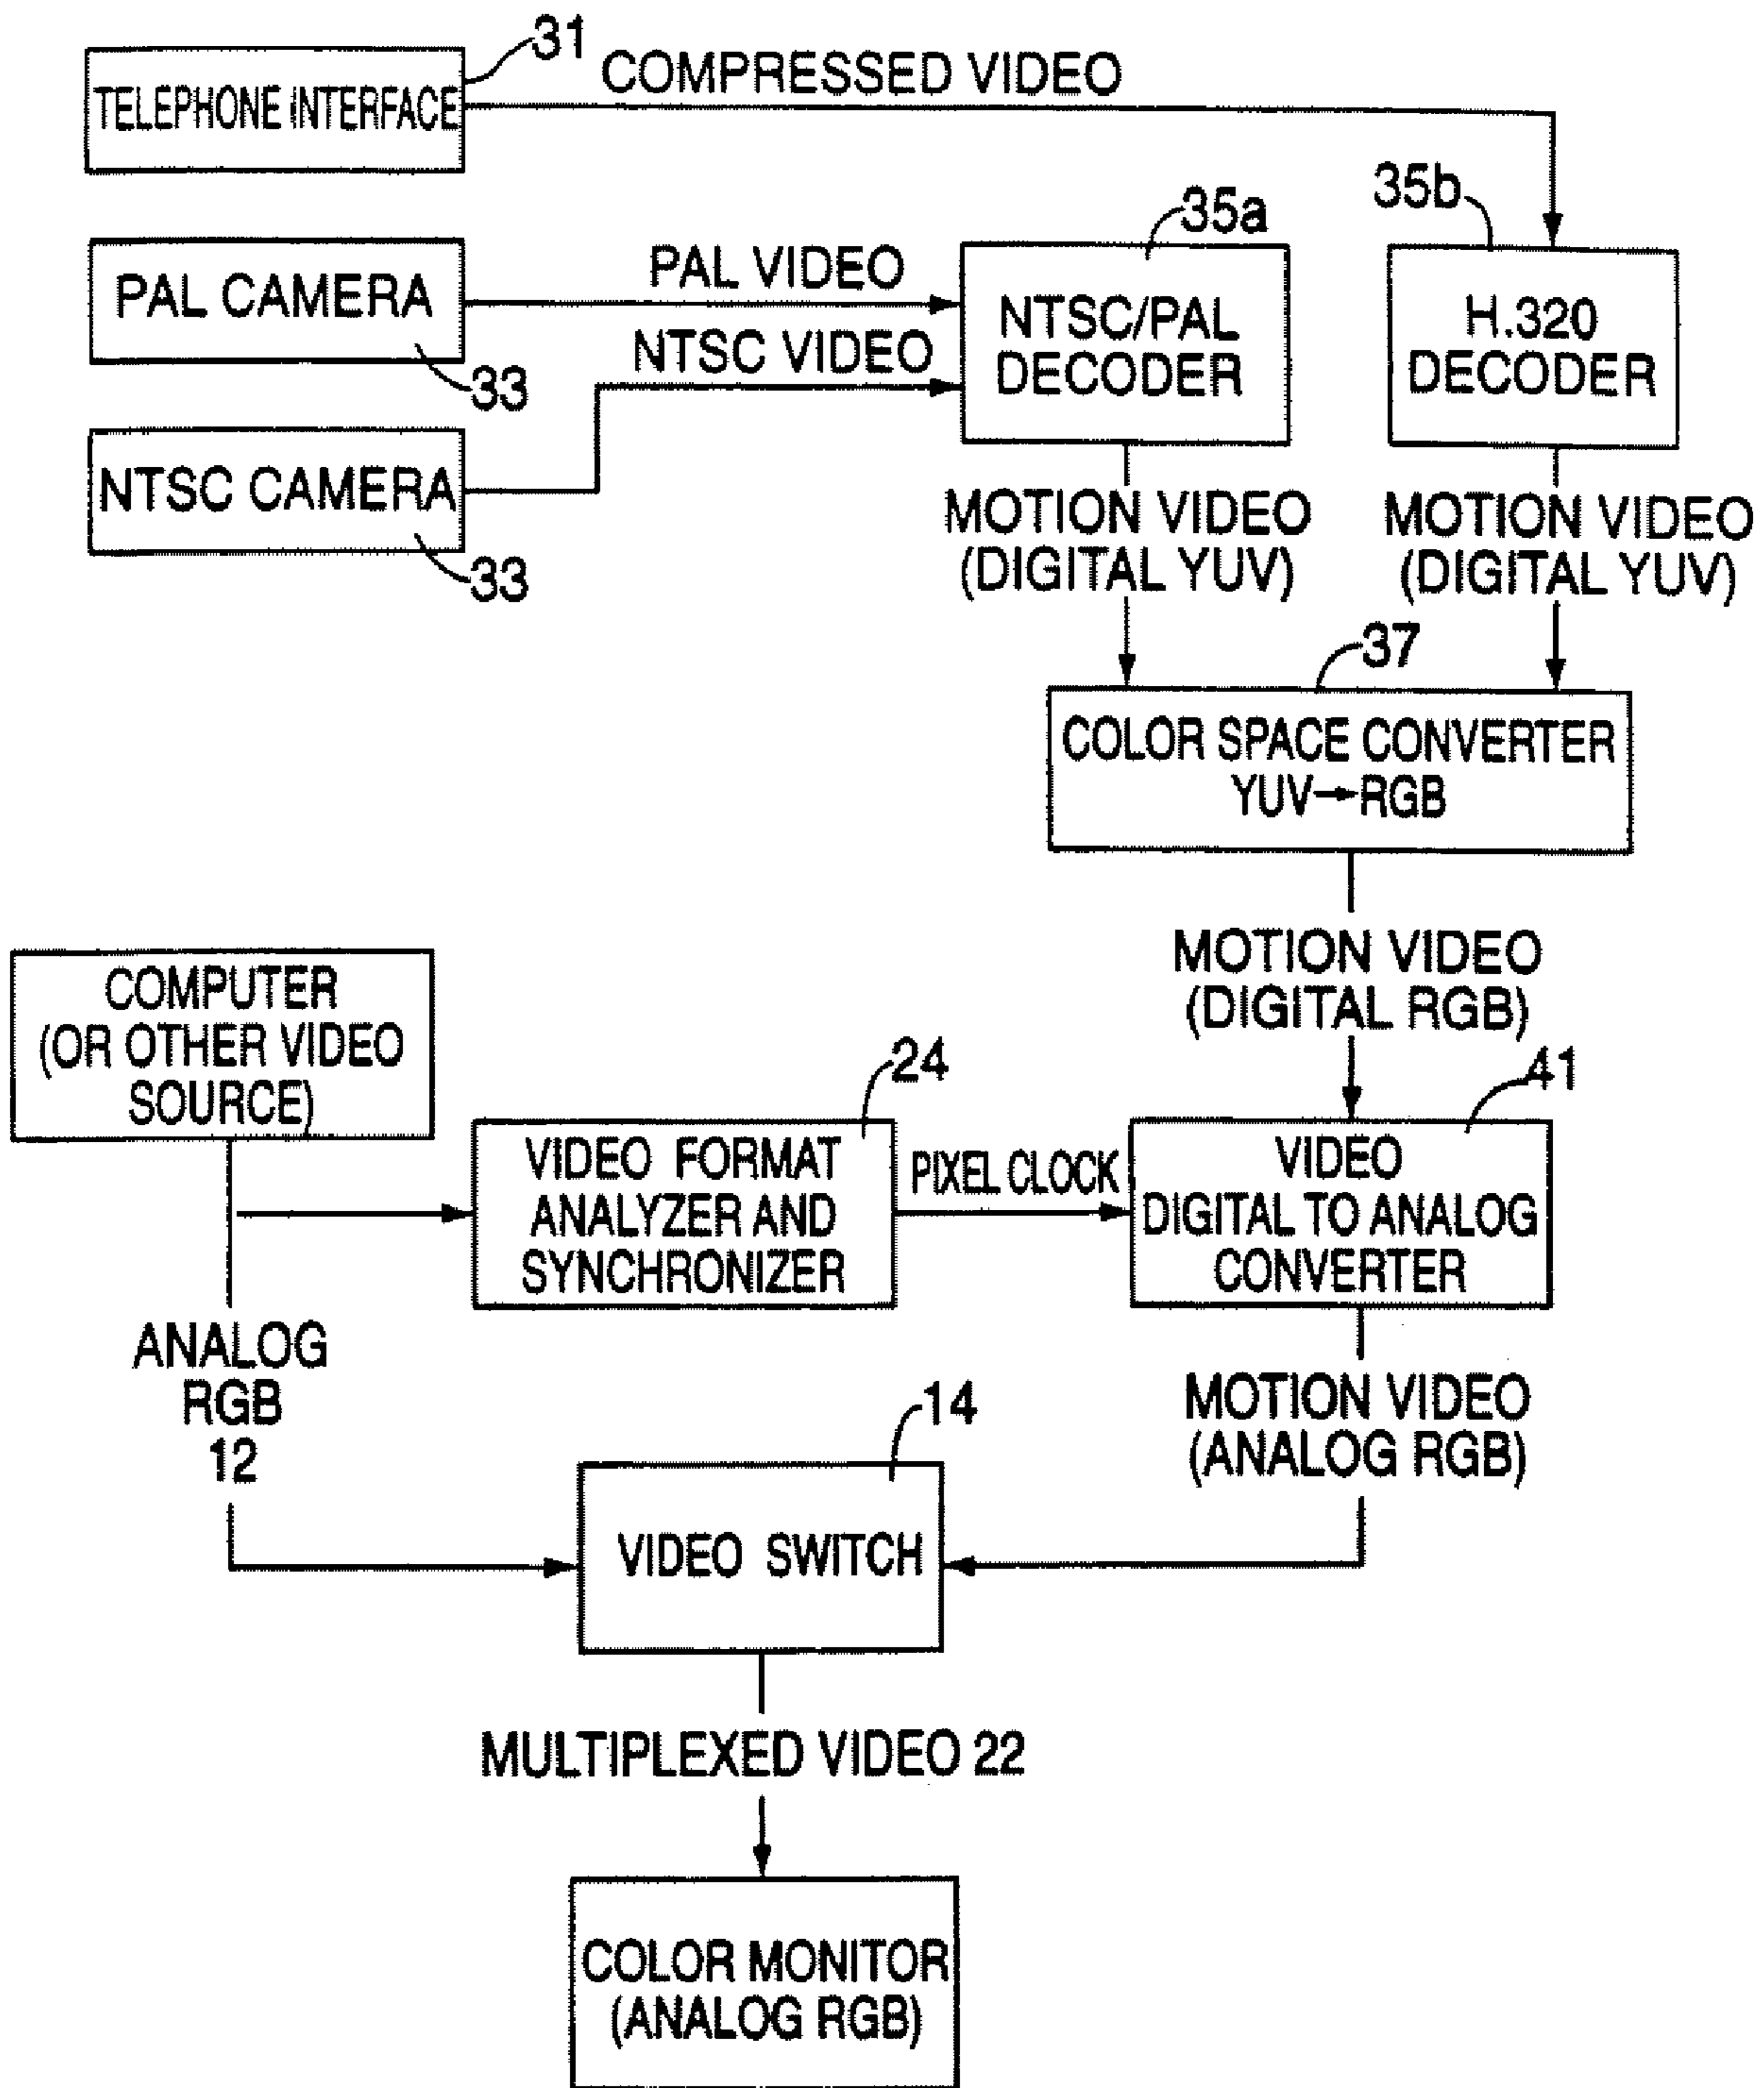 31
TELEPHONE INTERFACE
COMPRESSED VIDEO
35b
35a
PAL CAMERA
33
PAL VIDEO
NTSC VIDEO
NTSC/PAL
DECODER
H.320
DECODER
NTSC CAMERA
33
MOTION VIDEO
(DIGITAL YUV)
MOTION VIDEO
(DIGITAL YUV)
37
COLOR SPACE CONVERTER
YUV→RGB
MOTION VIDEO
(DIGITAL RGB)
COMPUTER
(OR OTHER VIDEO
SOURCE)
24
41
VIDEO FORMAT
ANALYZER AND
SYNCHRONIZER
PIXEL CLOCK
VIDEO
DIGITAL TO ANALOG
CONVERTER
ANALOG
RGB
12
MOTION VIDEO
(ANALOG RGB)
14
VIDEO SWITCH
MULTIPLEXED VIDEO 22
COLOR MONITOR
(ANALOG RGB)